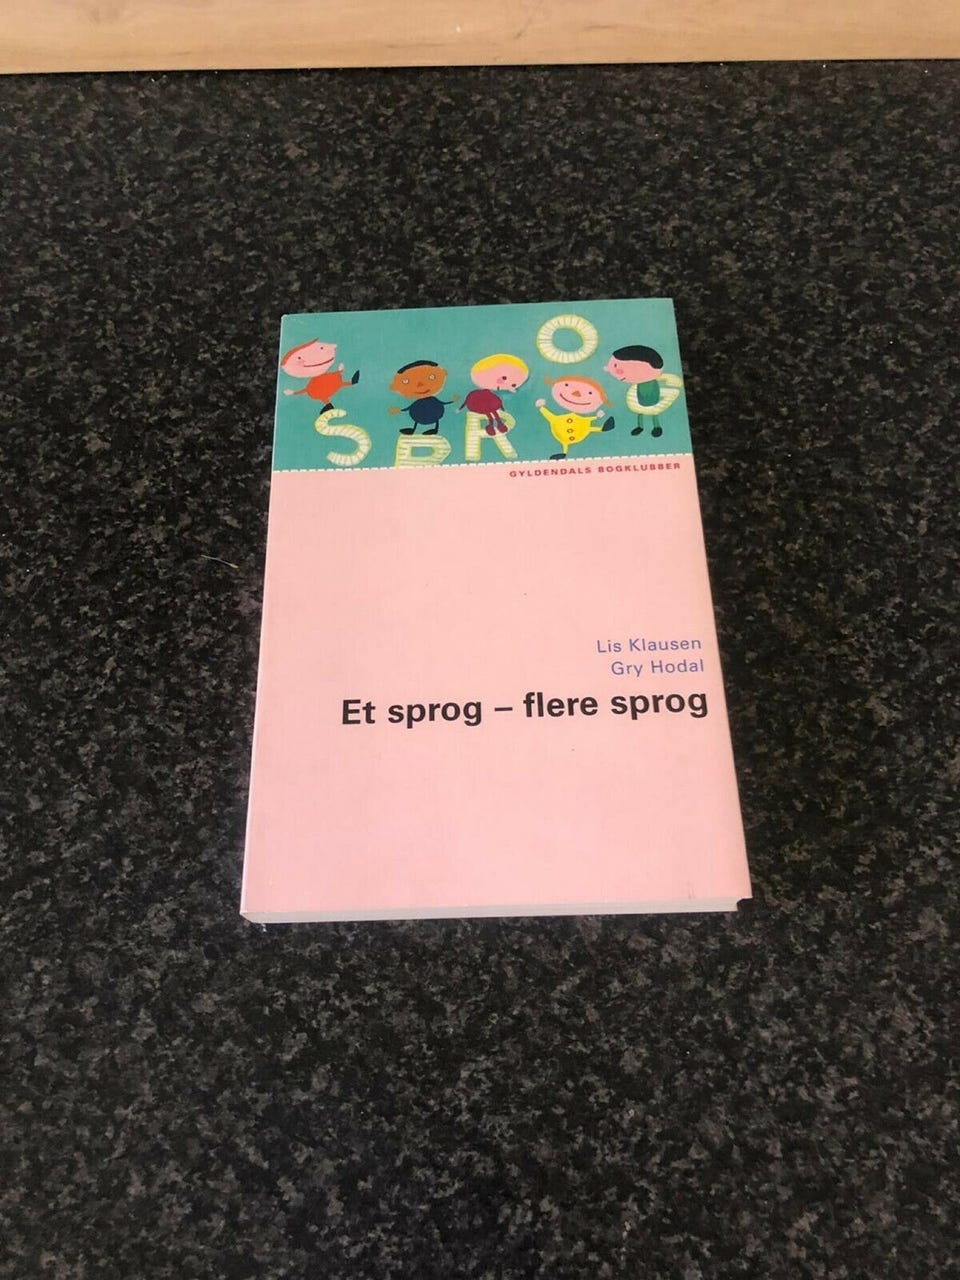 SPROG
GYLDENDALS BOGKLUBBER
Lis Klausen
Gry Hodal
Et sprog – flere sprog